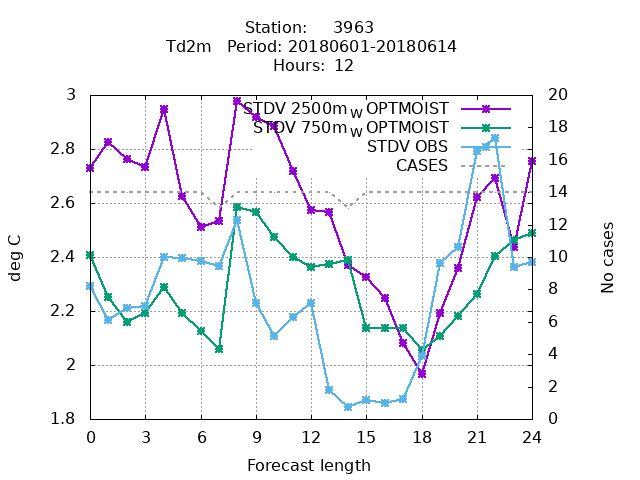 Station: 3963
Td2m Period: 20180601-20180614
Hours: 12
STDV 2500m_W OPTMOIST
STDV 750m_W OPTMOIST
STDV OBS
CASES
deg C
3
2.8
2.6
2.4
2.2
2
1.8
20
18
16
14
12
10
8
6
4
2
0
No cases
0 3 6 9 12 15 18 21 24
Forecast length